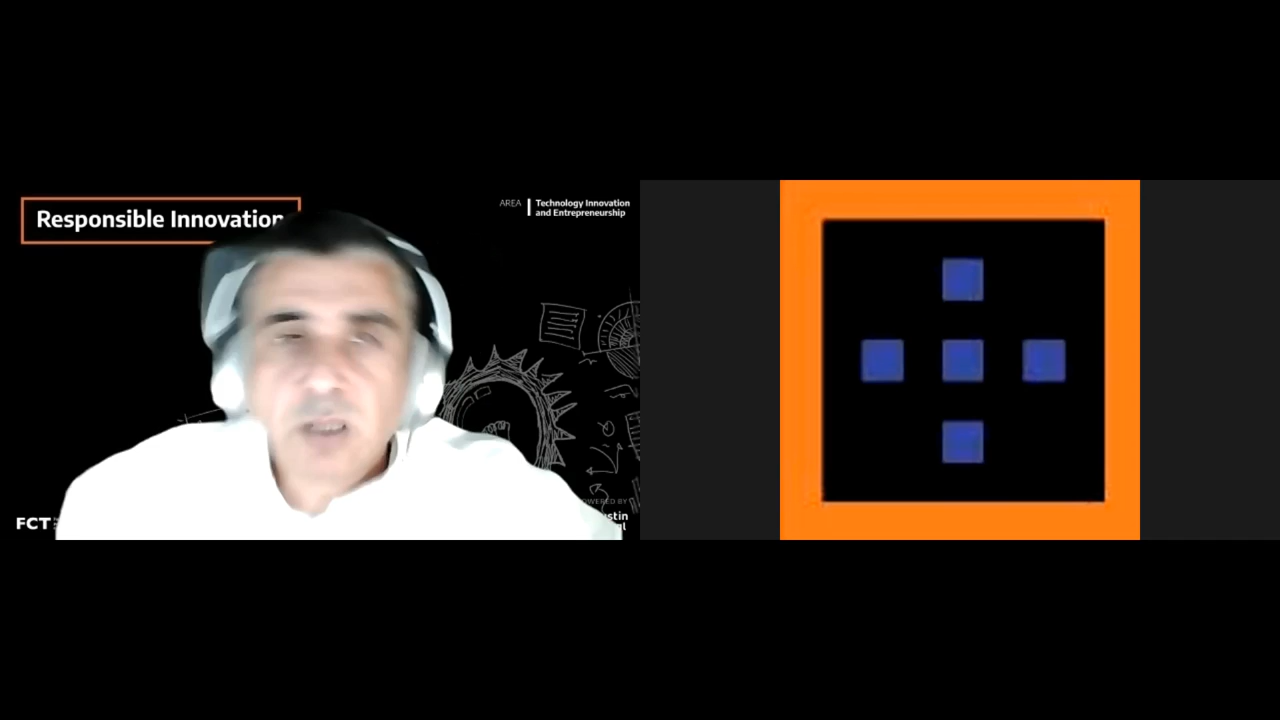 Responsible Innovation
AREA
Technology Innovation
and Entrepreneurship
FCT